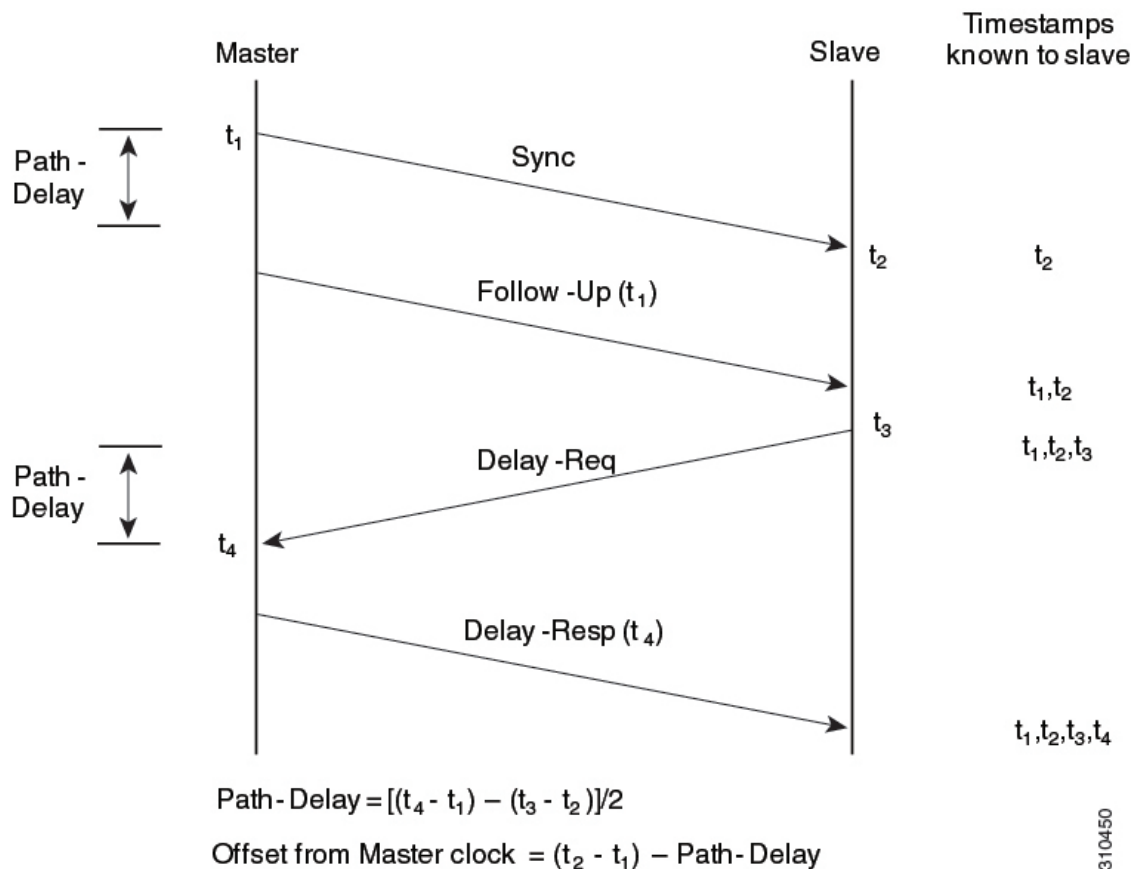 Timestamps
known to slave
Master
Slave
t₁
Path -
Delay
Sync
t₂
t₂
Follow -Up (t₁)
t₁,t₂
t₃
t₁,t₂,t₃
Delay -Req
Path -
Delay
t₄
Delay -Resp (t₄)
t₁,t₂,t₃,t₄
Path-Delay = [(t₄ - t₁) – (t₃ - t₂)]/2
Offset from Master clock = (t₂ - t₁) – Path-Delay
310450